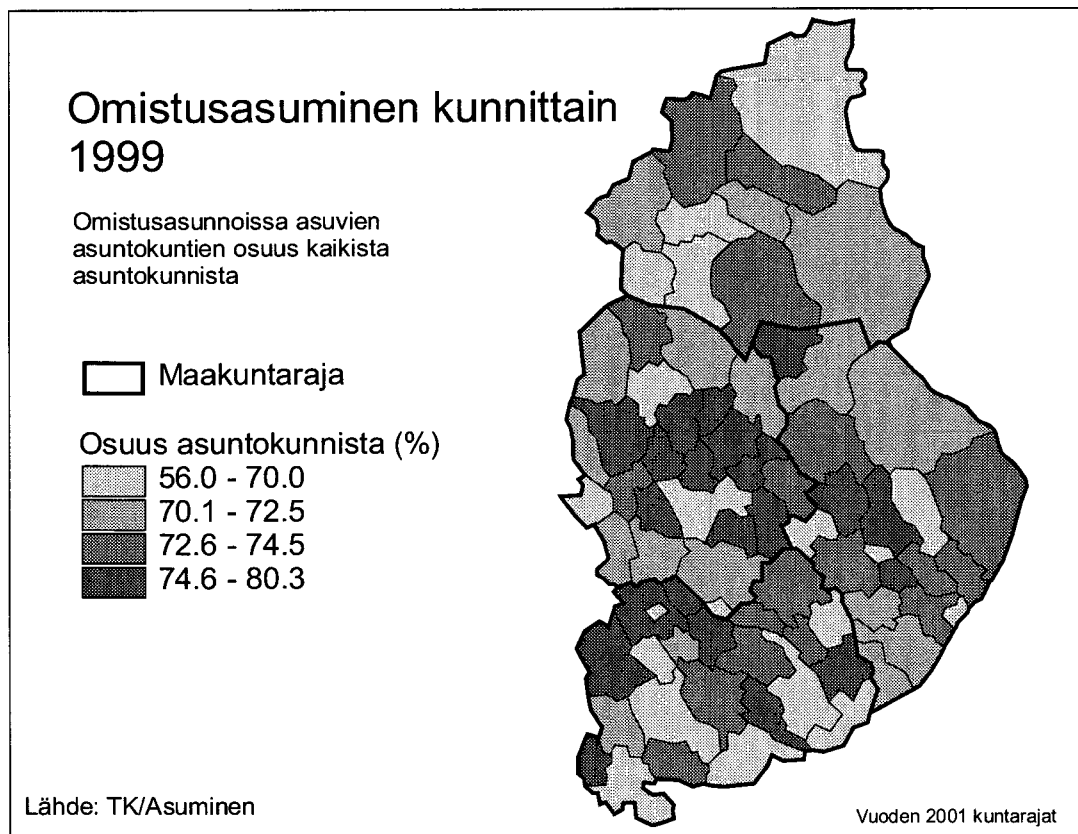 Omistusasuminen kunnittain
1999
Omistusasunnoissa asuvien
asuntokuntien osuus kaikista
asuntokunnista
Maakuntaraja
Osuus asuntokunnista (%)
56.0 - 70.0
70.1 - 72.5
72.6 - 74.5
74.6 - 80.3
Lähde: TK/Asuminen
Vuoden 2001 kuntarajat